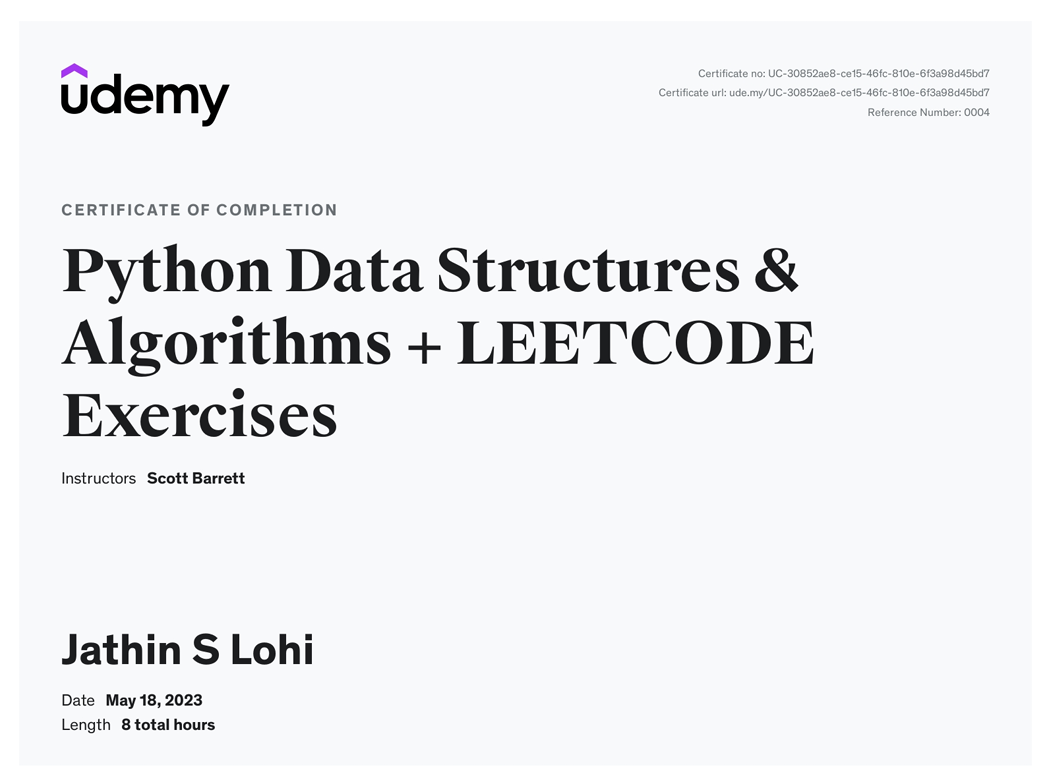 udemy
Certificate no: UC-30852ae8-ce15-46fc-810e-6f3a98d45bd7
Certificate url: ude.my/UC-30852ae8-ce15-46fc-810e-6f3a98d45bd7
Reference Number: 0004
CERTIFICATE OF COMPLETION
Python Data Structures &
Algorithms + LEETCODE
Exercises
Instructors Scott Barrett
Jathin S Lohi
Date May 18, 2023
Length 8 total hours